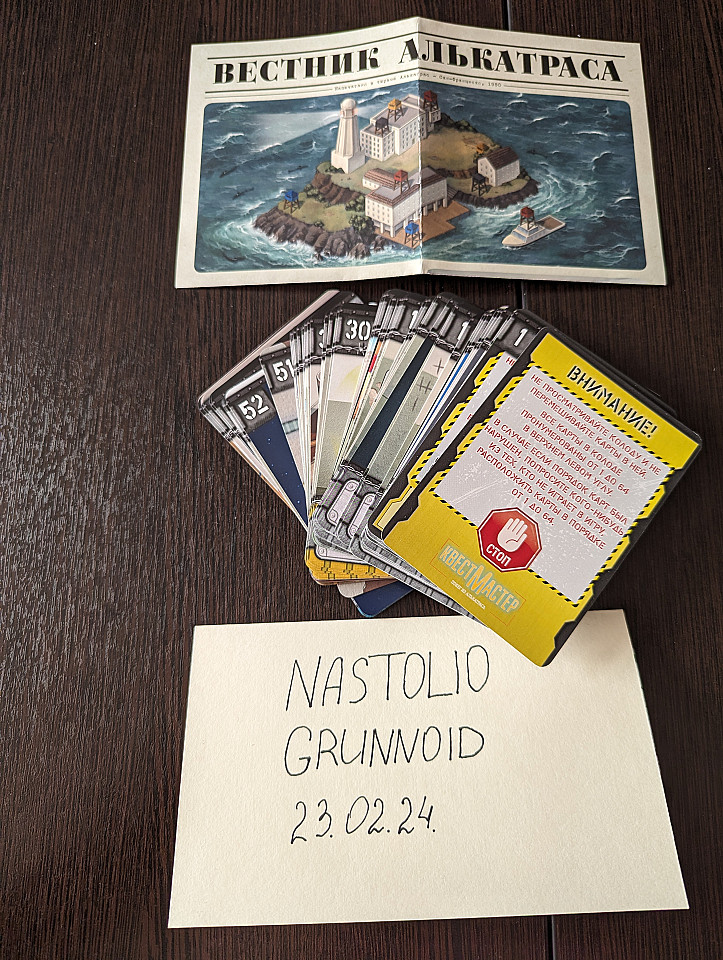 ВЕСТНИК АЛЬКАТРАСА
52
51
30
1
ВНИМАНИЕ!
НЕ ПРОСМАТРИВАЙТЕ КОЛОДУ И НЕ
ПЕРЕМЕШИВАЙТЕ КАРТЫ В НЕЙ.
ВСЕ КАРТЫ В КОЛОДЕ
ПРОНУМЕРОВАНЫ ОТ 1 ДО 64
В ВЕРХНЕМ ЛЕВОМ УГЛУ.
В СЛУЧАЕ ЕСЛИ ПОРЯДОК КАРТ БЫЛ
НАРУШЕН, ПОПРОСИТЕ КОГО-НИБУДЬ
ИЗ ТЕХ, КТО НЕ ИГРАЕТ В ИГРУ,
РАСПОЛОЖИТЬ КАРТЫ В ПОРЯДКЕ
ОТ 1 ДО 64.
СТОП
КВЕСТМАСТЕР
NASTOLIO
GRUNNOID
23.02.24.